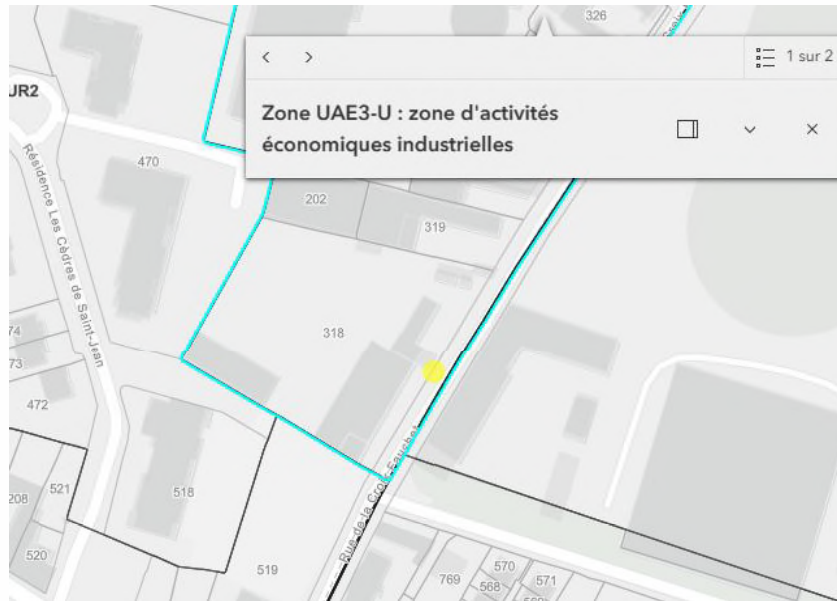 326
1 sur 2
Zone UAE3-U : zone d'activités
économiques industrielles
UR2
470
Résidence Les Cèdres de Saint-Jean
202
319
318
74
73
472
518
521
208
520
519
Rue de la Croix-Fauchet
769
570
568
571